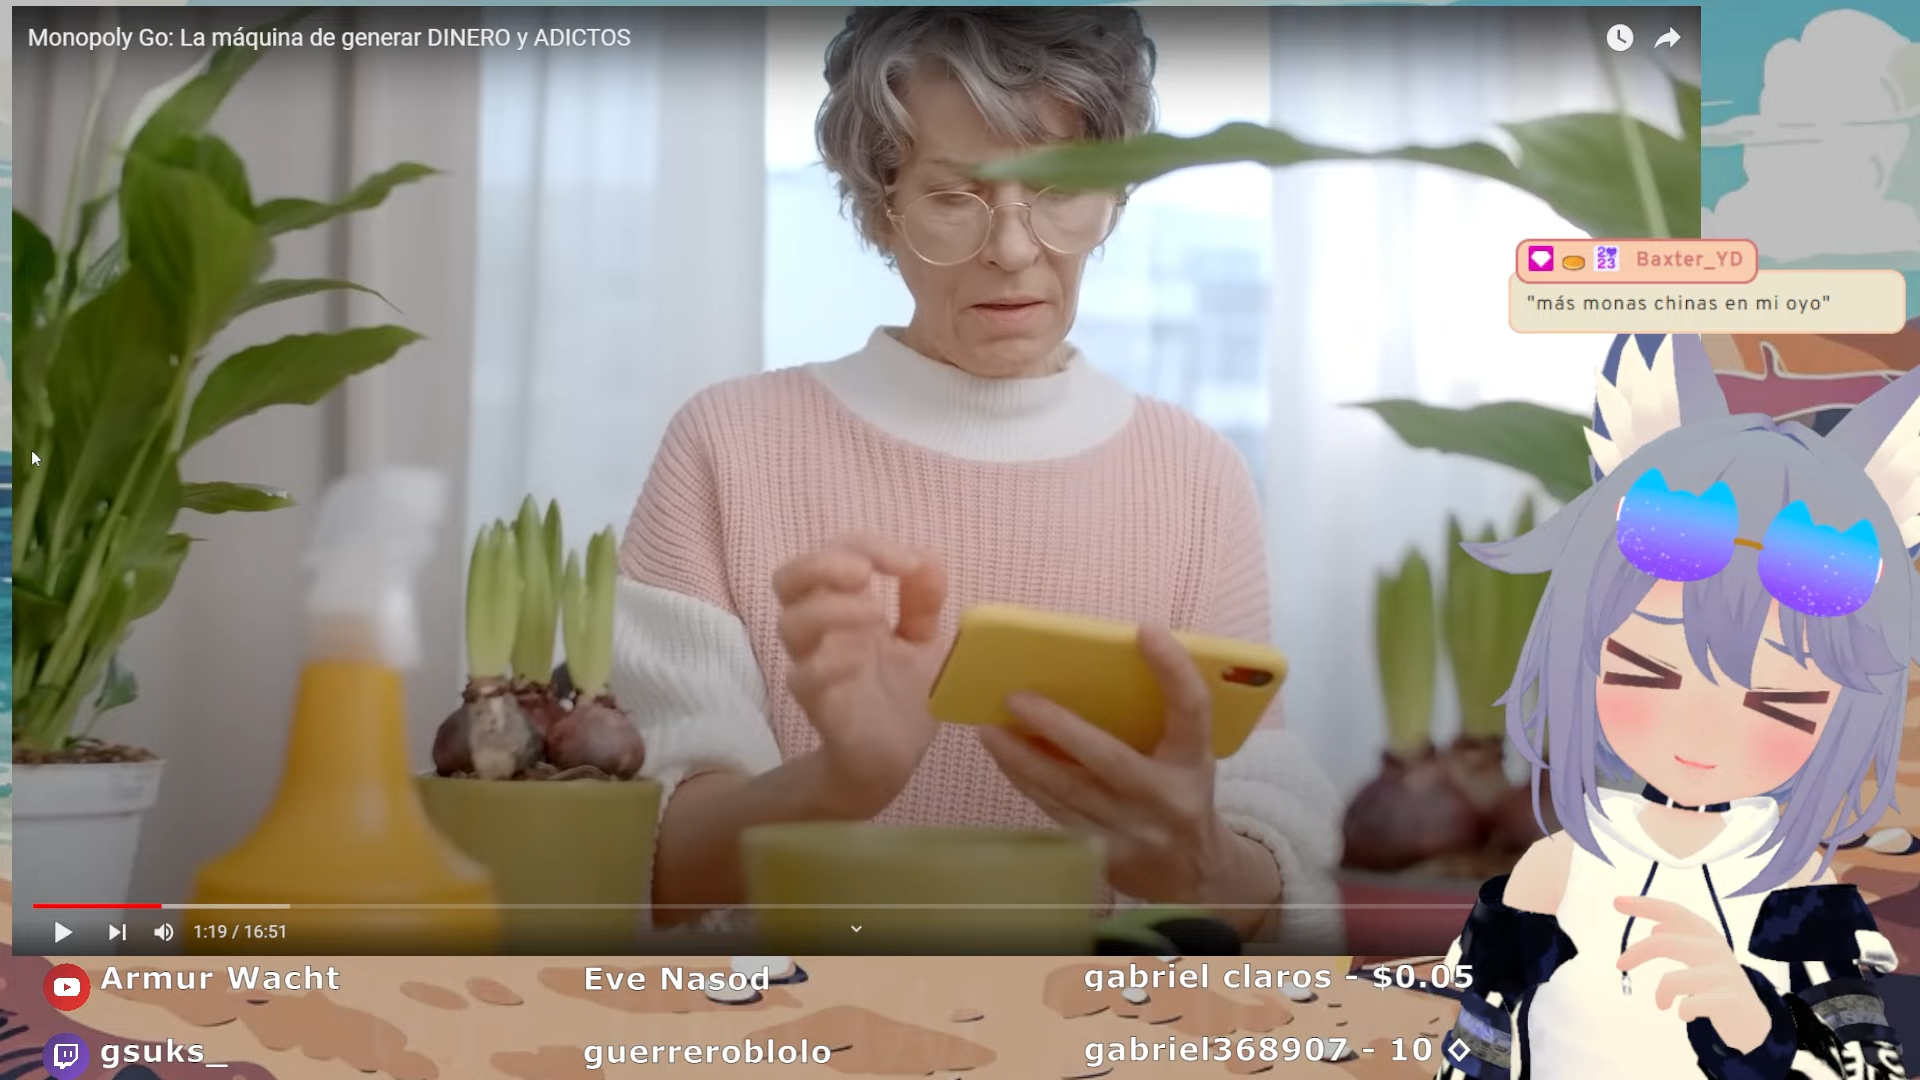 Monopoly Go: La máquina de generar DINERO y ADICTOS
2023 Baxter_YD
"más monas chinas en mi oyo"
1:19 / 16:51
Armur Wacht
Eve Nasod
gabriel claros - $0.05
gsuks_
guerreroblolo
gabriel368907 - 10